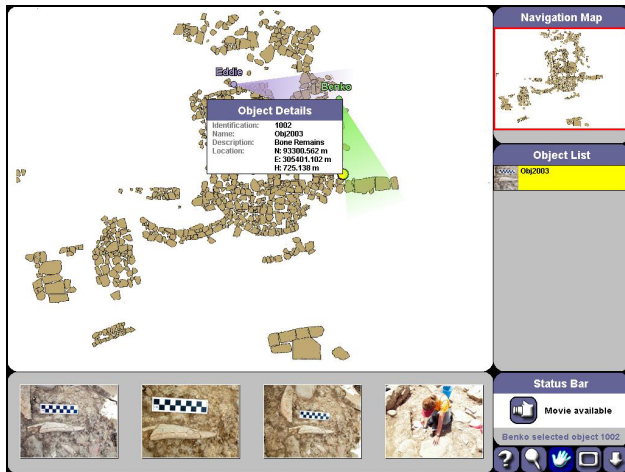 Navigation Map
Eddie
Benko
Object Details
Identification: 1002
Name: Obj2003
Description: Bone Remains
Location: N: 93300.562 m
E: 305401.102 m
H: 725.138 m
Object List
Obj2003
Status Bar
Movie available
Benko selected object 1002
?